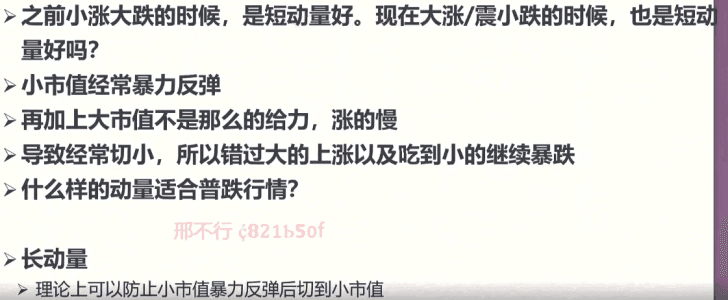 之前小涨大跌的时候，是短动量好。现在大涨/震小跌的时候，也是短动
量好吗？
小市值经常暴力反弹
再加上大市值不是那么的给力，涨的慢
导致经常切小，所以错过大的上涨以及吃到小的继续暴跌
什么样的动量适合普跌行情？
邢不行
长动量
理论上可以防止小市值暴力反弹后切到小市值